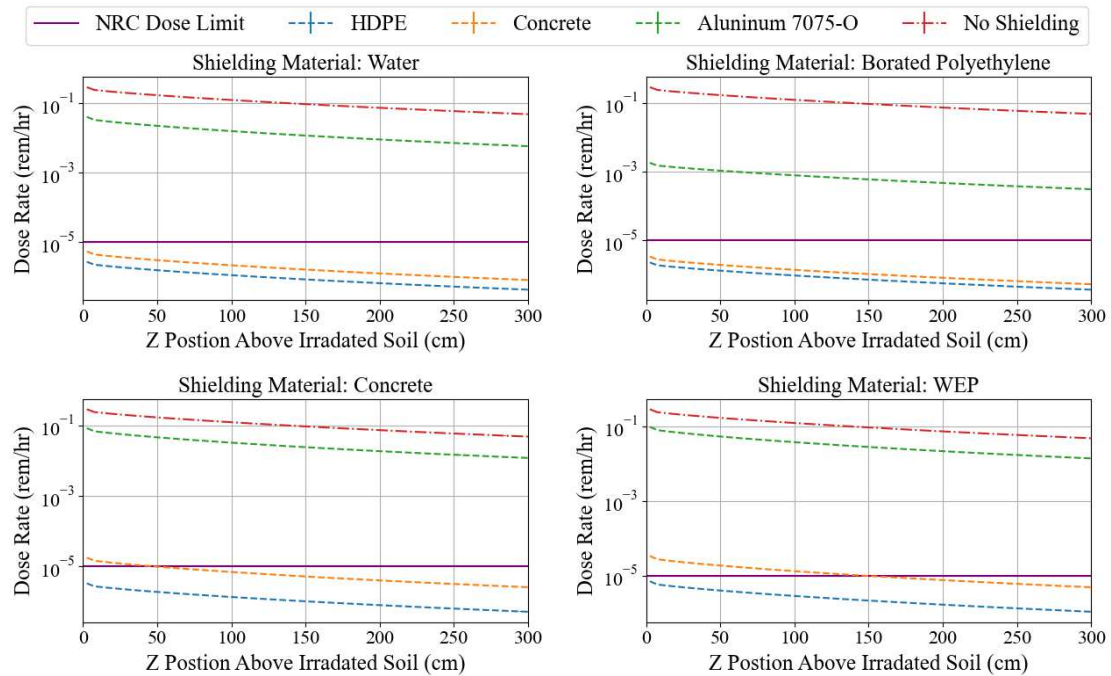 NRC Dose Limit HDPE Concrete Aluninum 7075-O No Shielding
Shielding Material: Water
Dose Rate (rem/hr)
10⁻¹
10⁻³
10⁻⁵
0 50 100 150 200 250 300
Z Postion Above Irradated Soil (cm)
Shielding Material: Borated Polyethylene
Dose Rate (rem/hr)
10⁻¹
10⁻³
10⁻⁵
0 50 100 150 200 250 300
Z Postion Above Irradated Soil (cm)
Shielding Material: Concrete
Dose Rate (rem/hr)
10⁻¹
10⁻³
10⁻⁵
0 50 100 150 200 250 300
Z Postion Above Irradated Soil (cm)
Shielding Material: WEP
Dose Rate (rem/hr)
10⁻¹
10⁻³
10⁻⁵
0 50 100 150 200 250 300
Z Postion Above Irradated Soil (cm)